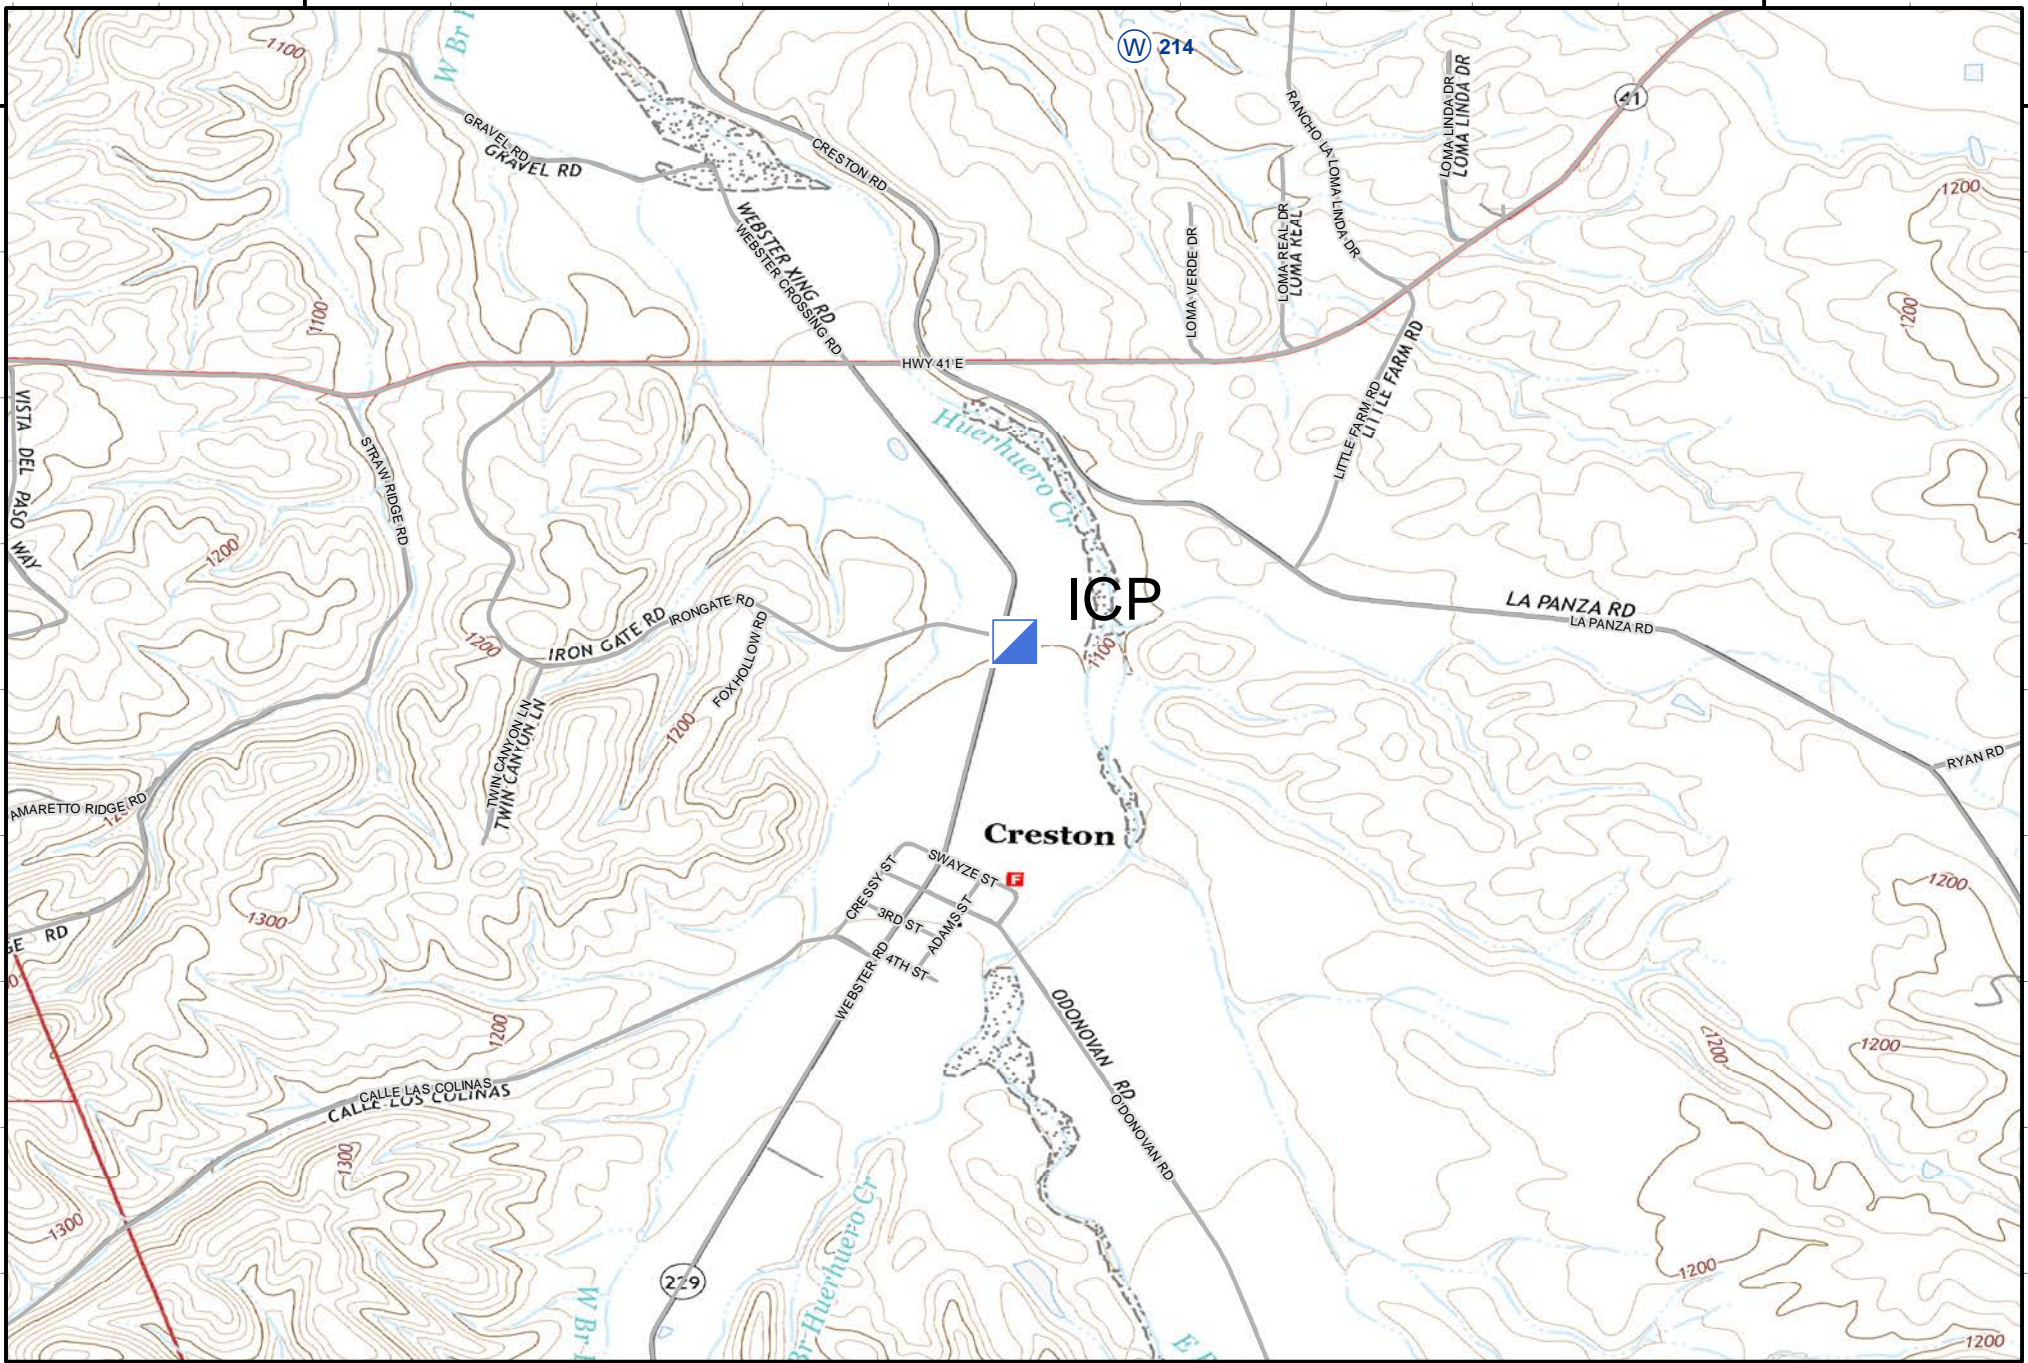 W Br
W 214
1100
41
GRAVEL RD
GRAVEL RD
CRESTON RD
RANCHO LA LOMA LINDA DR
LOMA LINDA DR
LOMA LINDA DR
1200
WEBSTER XING RD
WEBSTER CROSSING RD
LOMA VERDE DR
LOMA REAL DR
LOMA REAL
1100
1200
HWY 41 E
LITTLE FARM RD
LITTLE FARM RD
VISTA DEL PASO WAY
STRAW RIDGE RD
Huerhuero Cr
1200
ICP
LA PANZA RD
LA PANZA RD
IRON GATE RD
IRONGATE RD
FOXHOLLOW RD
1200
1100
1200
TWIN CANYON LN
TWIN CANYON LN
RYAN RD
AMARETTO RIDGE RD
Creston
SWAYZE ST
F
CRESSY ST
3RD ST
ADAMS ST
4TH ST
WEBSTER RD
1200
1300
GE RD
ODONOVAN RD
O'DONOVAN RD
1200
1200
1200
CALLE LAS COLINAS
CALLE LOS COLINAS
1300
1300
Br Huerhuero Cr
229
W Br
E
1200
1200